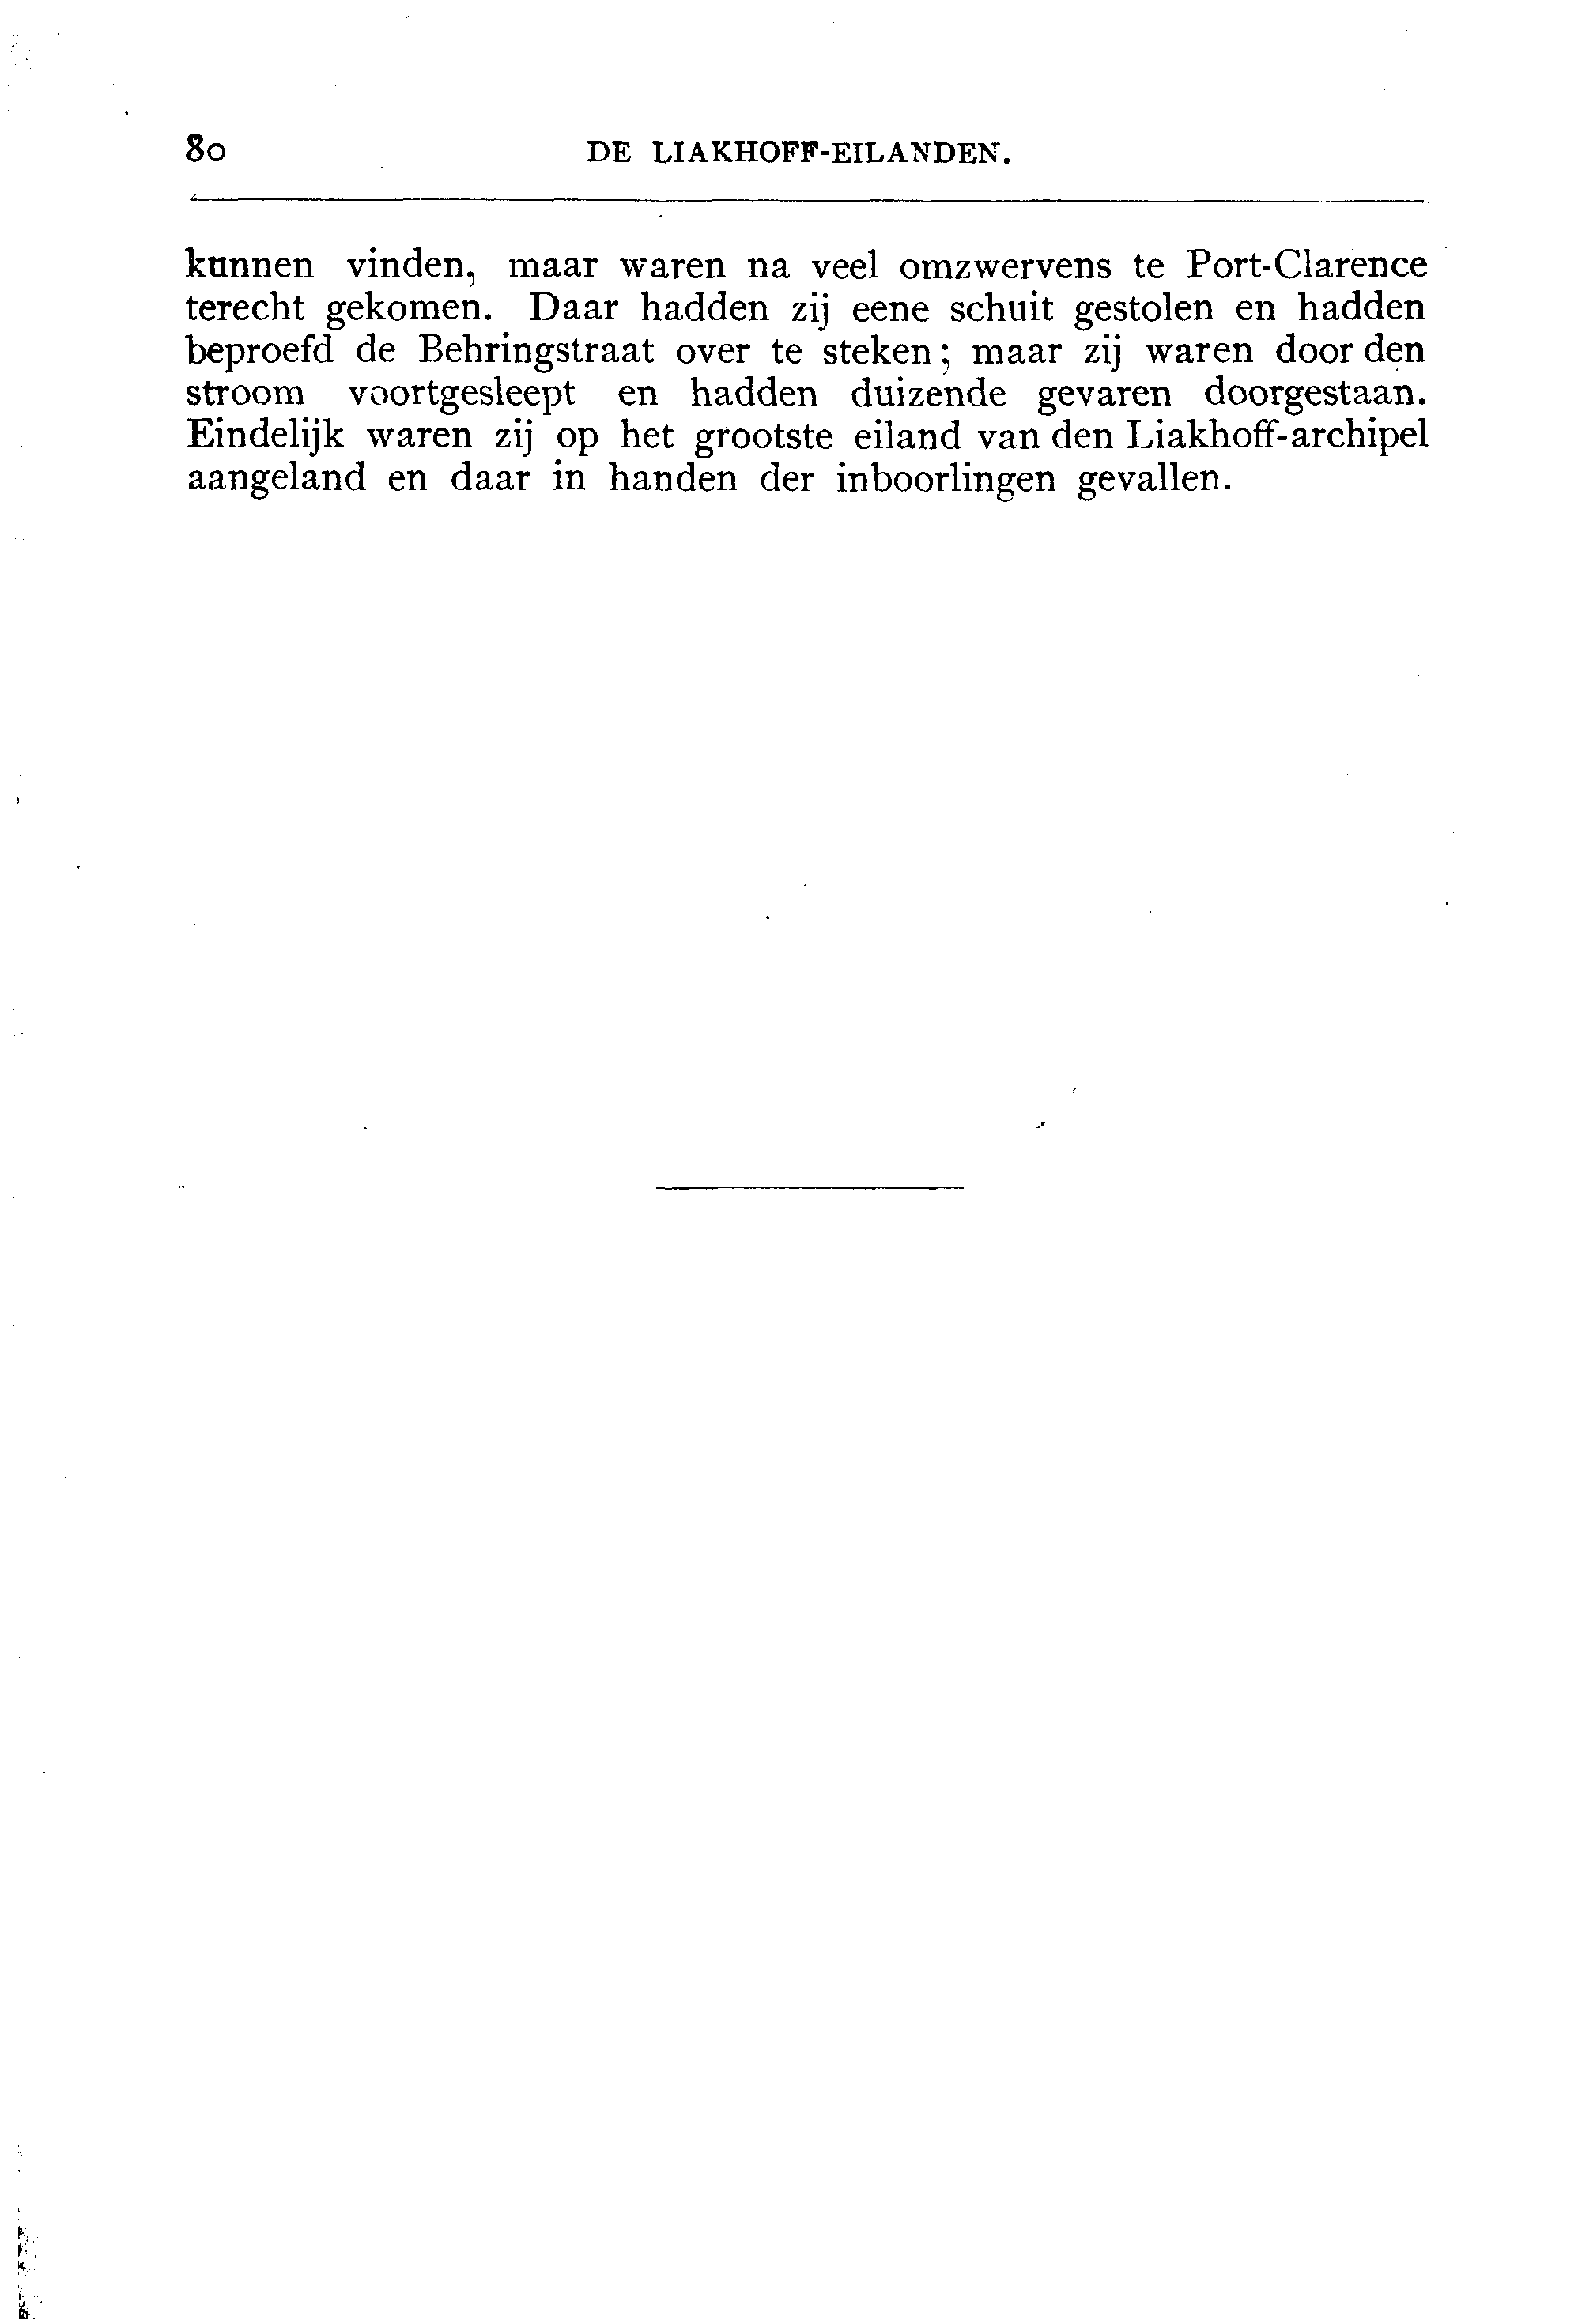 80 DE LIAKHOFF-EILANDEN.
kunnen vinden, maar waren na veel omzwervens te Port-Clarence
terecht gekomen. Daar hadden zij eene schuit gestolen en hadden
beproefd de Behringstraat over te steken; maar zij waren door den
stroom voortgesleept en hadden duizende gevaren doorgestaan.
Eindelijk waren zij op het grootste eiland van den Liakhoff-archipel
aangeland en daar in handen der inboorlingen gevallen.